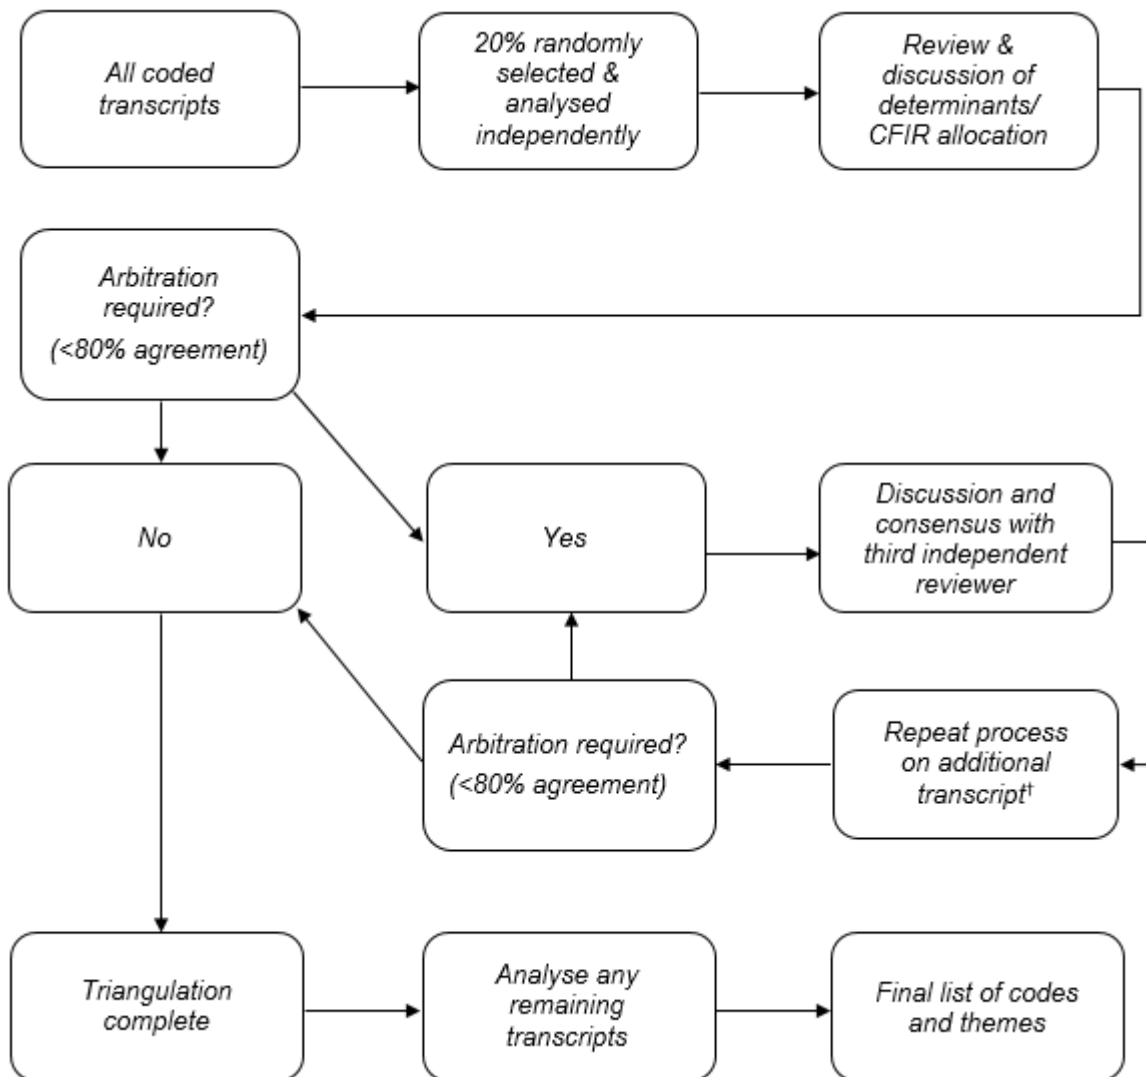 All coded
transcripts
20% randomly
selected &
analysed
independently
Review &
discussion of
determinants/
CFIR allocation
Arbitration
required?
(<80% agreement)
No
Yes
Discussion and
consensus with
third independent
reviewer
Arbitration required?
(<80% agreement)
Repeat process
on additional
transcript†
Triangulation
complete
Analyse any
remaining
transcripts
Final list of codes
and themes